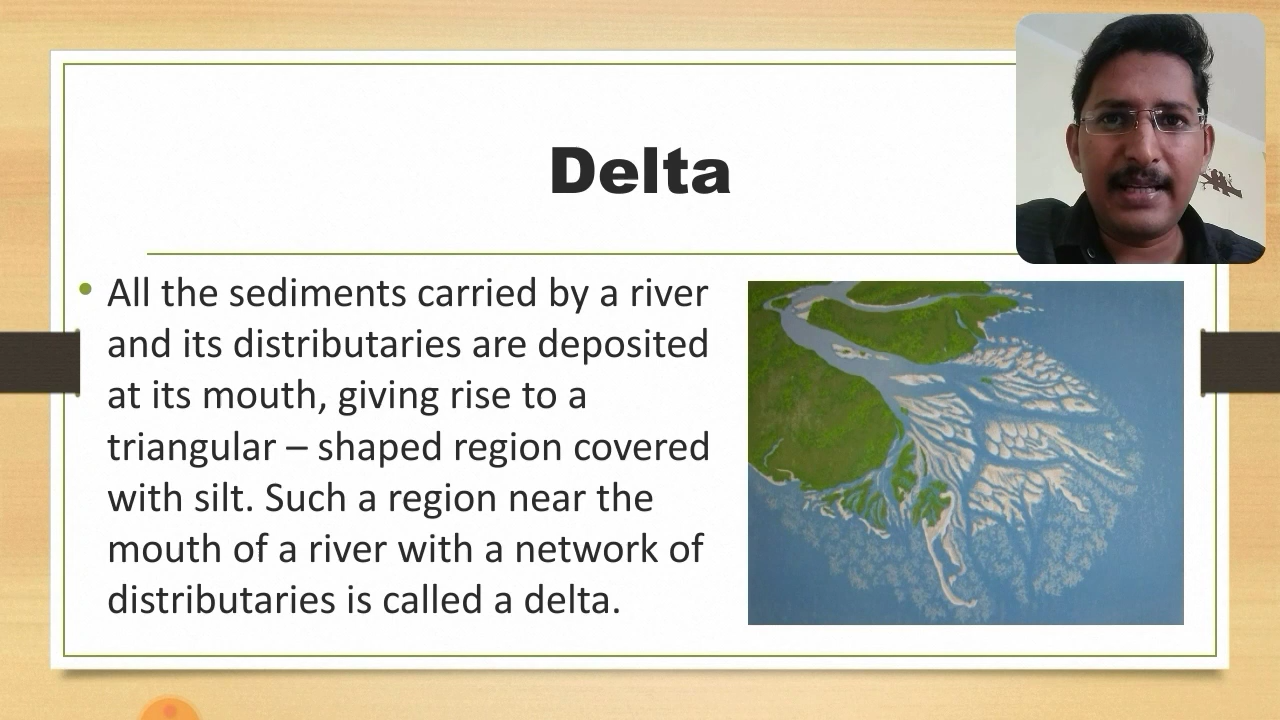 Delta
All the sediments carried by a river
and its distributaries are deposited
at its mouth, giving rise to a
triangular – shaped region covered
with silt. Such a region near the
mouth of a river with a network of
distributaries is called a delta.